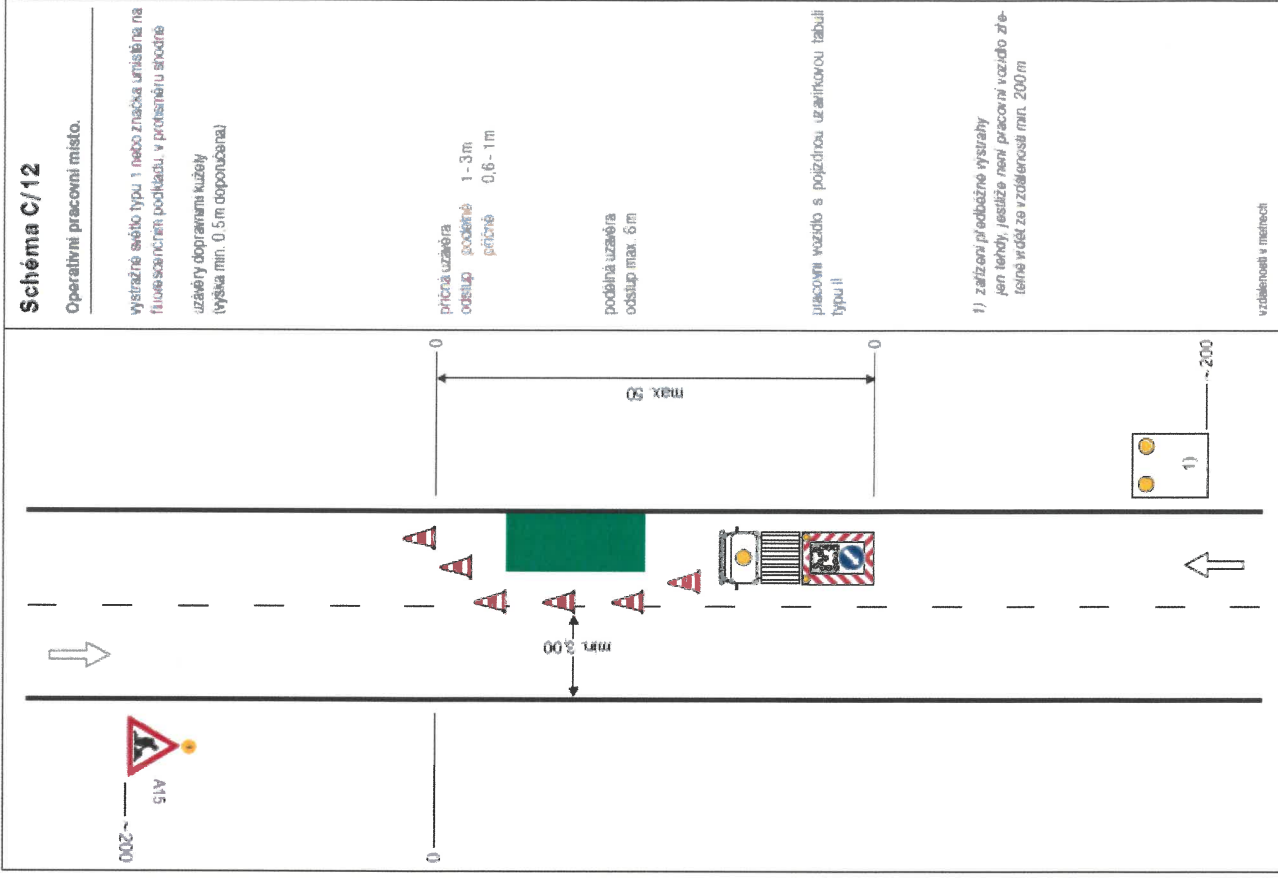 Schéma C/12
Operativní pracovní místo.
výstražné světlo typu 1 nebo značka umístěna na
fluorescenčním podkladu, v protisměru shodně
uzávěry dopravními kužely
(výška min. 0,5 m doporučena)
příčná uzávěra
odstup podélně 1 - 3 m
příčně 0,6 - 1 m
podélná uzávěra
odstup max. 6 m
pracovní vozidlo s pojízdnou uzavírkovou tabulí
typu II
1) zařízení předběžné výstrahy
jen tehdy, jestliže není pracovní vozidlo zře-
telně vidět ze vzdálenosti min. 200 m
vzdálenosti v metrech
0
max. 50
0
~200
1)
min.
A15
~200
0